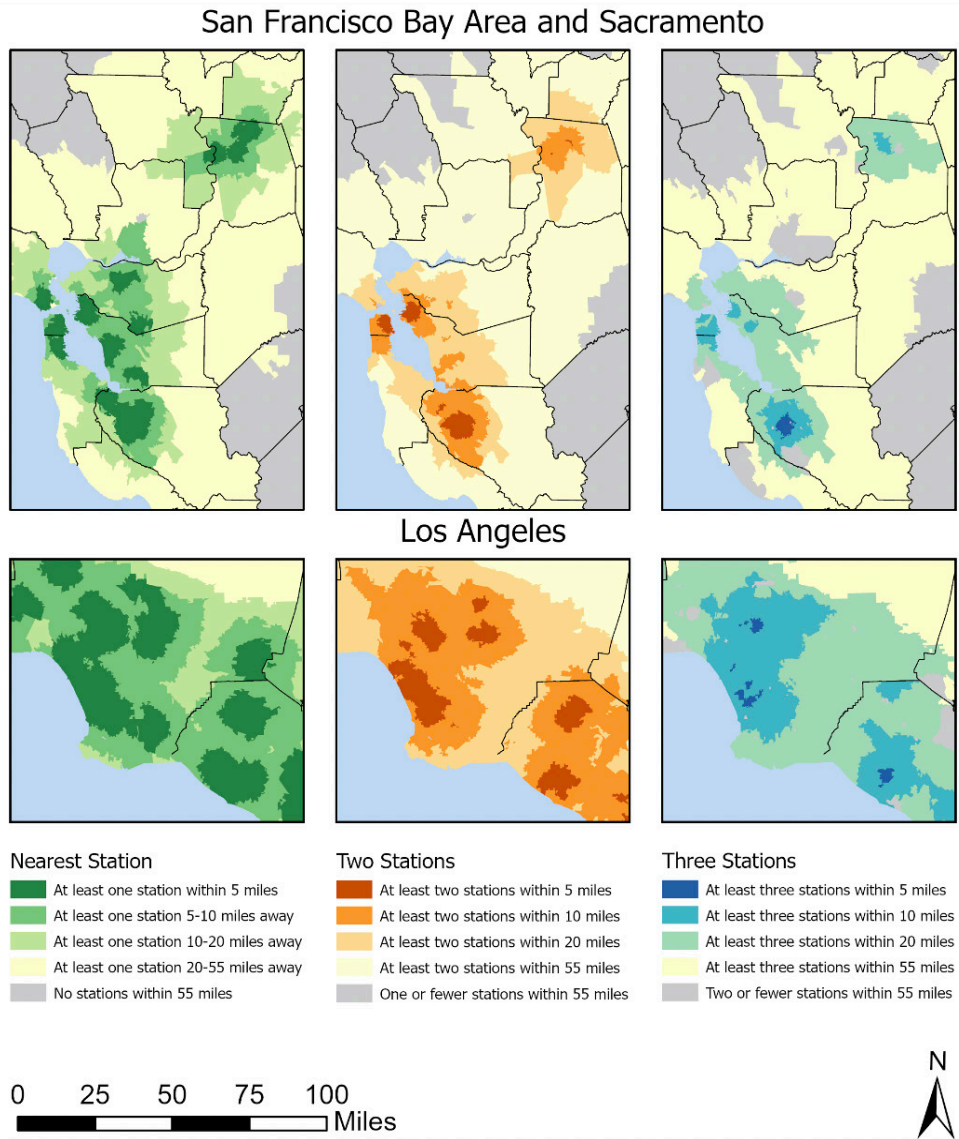 San Francisco Bay Area and Sacramento
Los Angeles
Nearest Station
At least one station within 5 miles
At least one station 5-10 miles away
At least one station 10-20 miles away
At least one station 20-55 miles away
No stations within 55 miles
Two Stations
At least two stations within 5 miles
At least two stations within 10 miles
At least two stations within 20 miles
At least two stations within 55 miles
One or fewer stations within 55 miles
Three Stations
At least three stations within 5 miles
At least three stations within 10 miles
At least three stations within 20 miles
At least three stations within 55 miles
Two or fewer stations within 55 miles
0 25 50 75 100
Miles
N